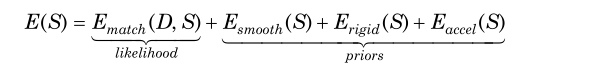 E(S) = E_match(D, S) + E_smooth(S) + E_rigid(S) + E_accel(S)
likelihood priors